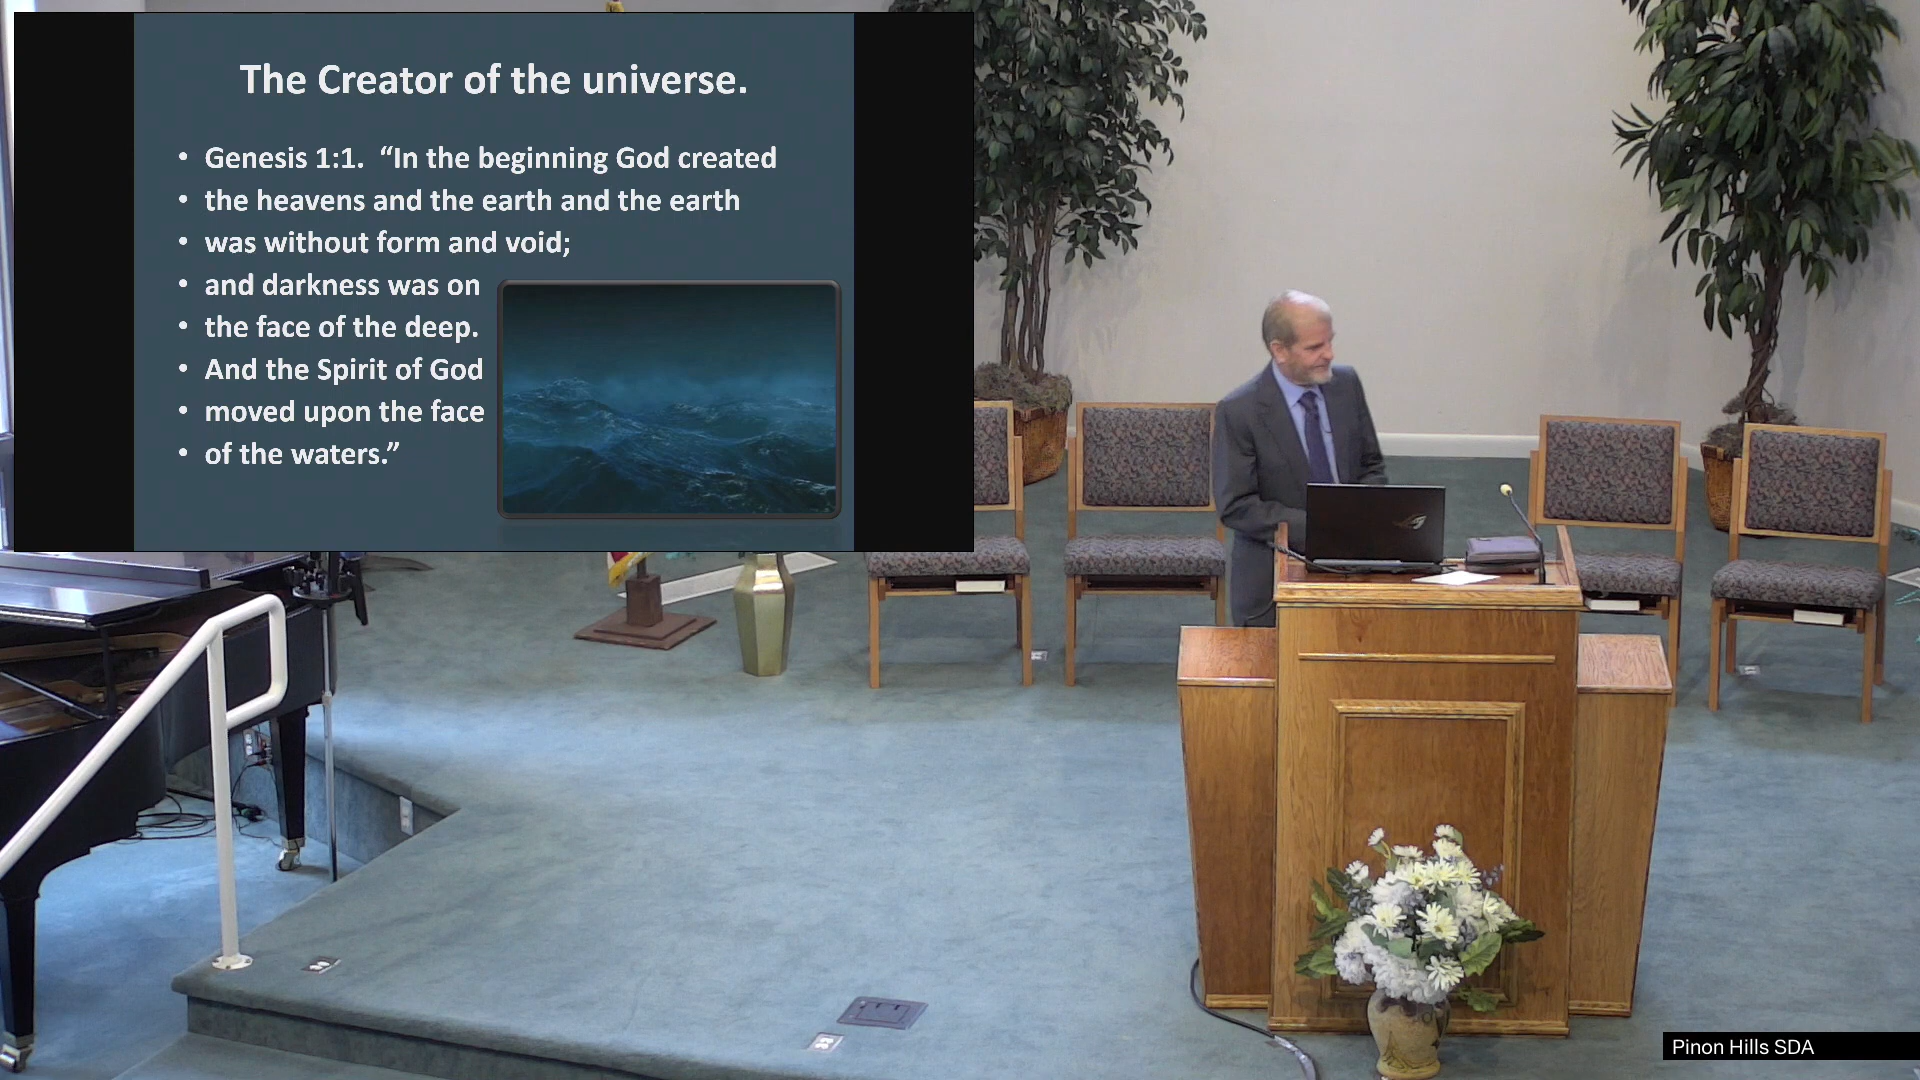 The Creator of the universe.
• Genesis 1:1.  “In the beginning God created
• the heavens and the earth and the earth
• was without form and void;
• and darkness was on
• the face of the deep.
• And the Spirit of God
• moved upon the face
• of the waters.”
Pinon Hills SDA